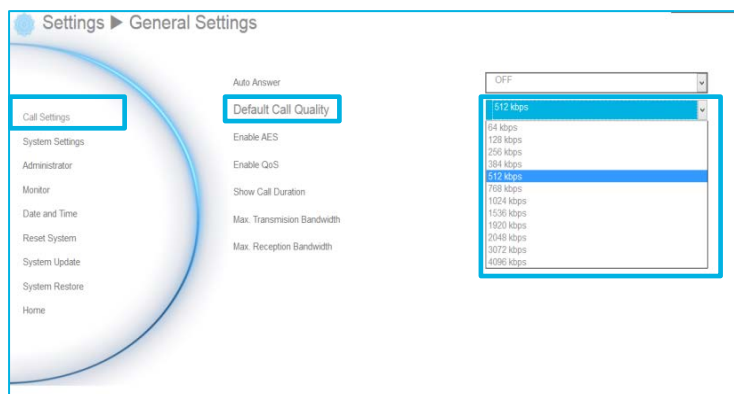 Settings ▶ General Settings
Call Settings
System Settings
Administrator
Monitor
Date and Time
Reset System
System Update
System Restore
Home
Auto Answer
OFF
Default Call Quality
512 kbps
Enable AES
Enable QoS
Show Call Duration
Max. Transmision Bandwidth
Max. Reception Bandwidth
64 kbps
128 kbps
256 kbps
384 kbps
512 kbps
768 kbps
1024 kbps
1536 kbps
1920 kbps
2048 kbps
3072 kbps
4096 kbps